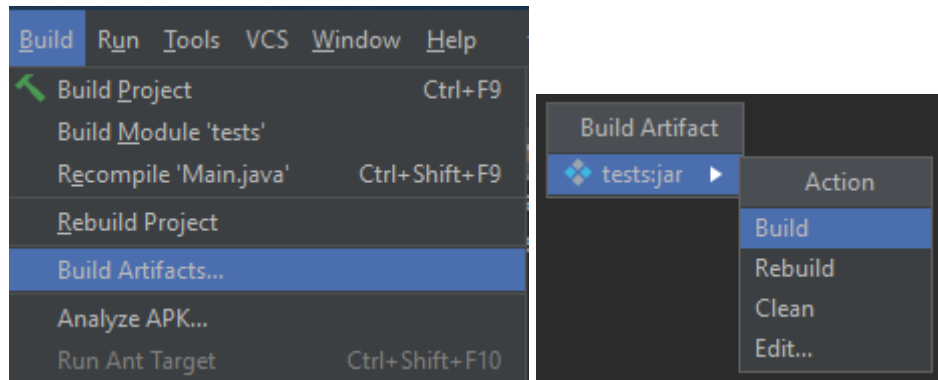 Build Run Tools VCS Window Help
Build Project Ctrl+F9
Build Module 'tests'
Recompile 'Main.java' Ctrl+Shift+F9
Rebuild Project
Build Artifacts...
Analyze APK...
Run Ant Target Ctrl+Shift+F10
Build Artifact
tests:jar
Action
Build
Rebuild
Clean
Edit...